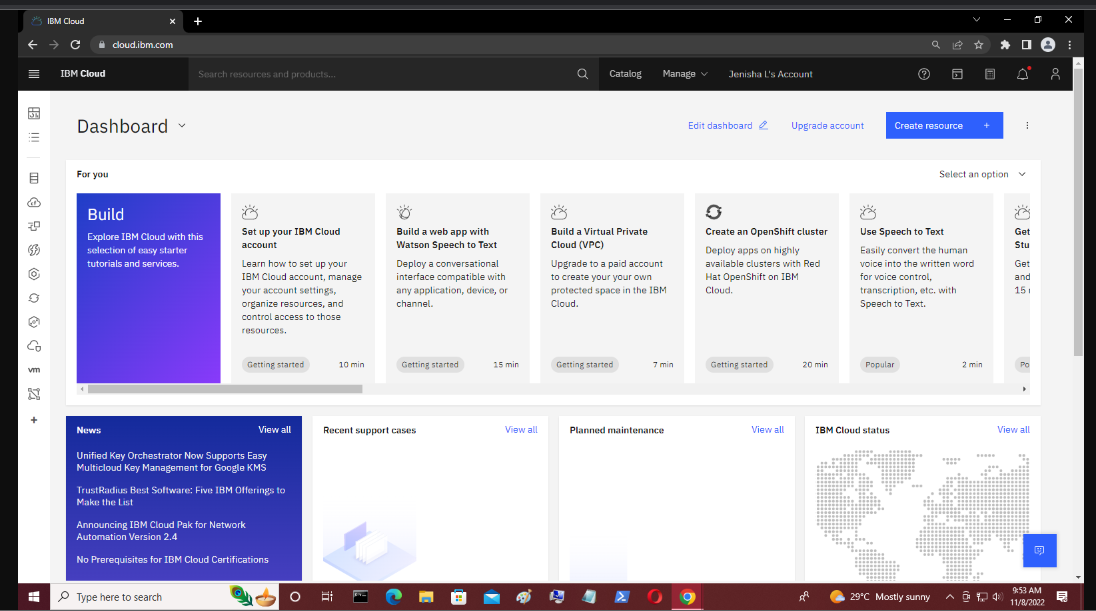 IBM Cloud
cloud.ibm.com
IBM Cloud
Search resources and products...
Catalog
Manage
Jenisha L's Account
Dashboard
Edit dashboard
Upgrade account
Create resource +
For you
Select an option
Build
Explore IBM Cloud with this
selection of easy starter
tutorials and services.
Set up your IBM Cloud
account
Learn how to set up your
IBM Cloud account, manage
your account settings,
organize resources, and
control access to those
resources.
Getting started
10 min
Build a web app with
Watson Speech to Text
Deploy a conversational
interface compatible with
any application, device, or
channel.
Getting started
15 min
Build a Virtual Private
Cloud (VPC)
Upgrade to a paid account
to create your your own
protected space in the IBM
Cloud.
Getting started
7 min
Create an OpenShift cluster
Deploy apps on highly
available clusters with Red
Hat OpenShift on IBM
Cloud.
Getting started
20 min
Use Speech to Text
Easily convert the human
voice into the written word
for voice control,
transcription, etc. with
Speech to Text.
Popular
2 min
Get
Stu
Get
and
15
Po
vm
News
View all
Unified Key Orchestrator Now Supports Easy
Multicloud Key Management for Google KMS
TrustRadius Best Software: Five IBM Offerings to
Make the List
Announcing IBM Cloud Pak for Network
Automation Version 2.4
No Prerequisites for IBM Cloud Certifications
Recent support cases
View all
Planned maintenance
View all
IBM Cloud status
View all
Type here to search
29°C Mostly sunny
9:53 AM
11/8/2022